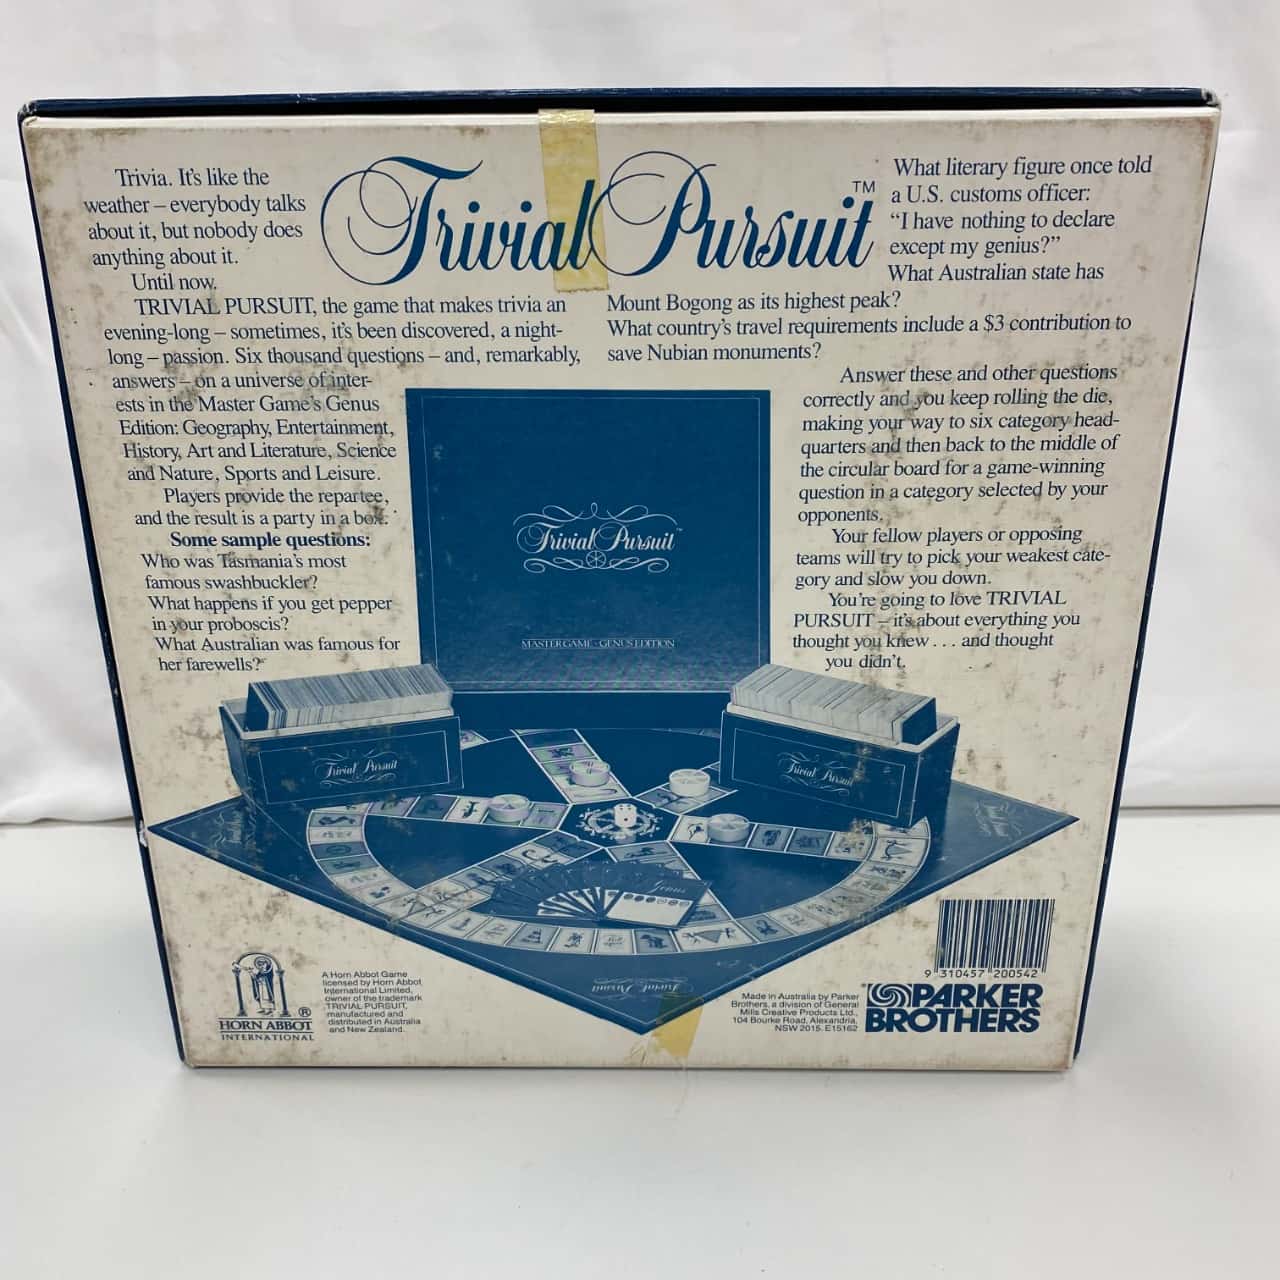 Trivial Pursuit™
Trivia. It's like the
weather – everybody talks
about it, but nobody does
anything about it.
Until now.
TRIVIAL PURSUIT, the game that makes trivia an
evening-long – sometimes, it's been discovered, a night-
long – passion. Six thousand questions – and, remarkably,
answers – on a universe of inter-
ests in the Master Game's Genus
Edition: Geography, Entertainment,
History, Art and Literature, Science
and Nature, Sports and Leisure.
Players provide the repartee,
and the result is a party in a box.
Some sample questions:
Who was Tasmania's most
famous swashbuckler?
What happens if you get pepper
in your proboscis?
What Australian was famous for
her farewells?
What literary figure once told
a U.S. customs officer:
“I have nothing to declare
except my genius?”
What Australian state has
Mount Bogong as its highest peak?
What country's travel requirements include a $3 contribution to
save Nubian monuments?
Answer these and other questions
correctly and you keep rolling the die,
making your way to six category head-
quarters and then back to the middle of
the circular board for a game-winning
question in a category selected by your
opponents.
Your fellow players or opposing
teams will try to pick your weakest cate-
gory and slow you down.
You're going to love TRIVIAL
PURSUIT – it's about everything you
thought you knew . . . and thought
you didn't.
Trivial Pursuit™
MASTER GAME - GENUS EDITION
Trivial Pursuit
Trivial Pursuit
Genus
Trivial Pursuit
HORN ABBOT ®
INTERNATIONAL
A Horn Abbot Game
licensed by Horn Abbot
International Limited,
owner of the trademark
TRIVIAL PURSUIT,
manufactured and
distributed in Australia
and New Zealand.
Made in Australia by Parker
Brothers, a division of General
Mills Creative Products Ltd.,
104 Bourke Road, Alexandria,
NSW 2015. E15162
9 310457 200542
PARKER
BROTHERS